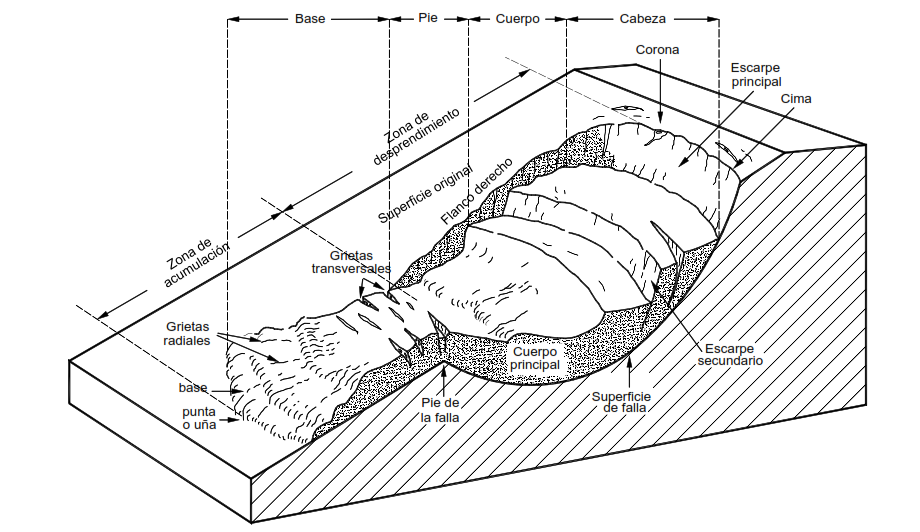 Base
Pie
Cuerpo
Cabeza
Corona
Escarpe
principal
Cima
Zona de
desprendimiento
Superficie original
Flanco derecho
Zona de
acumulación
Grietas
transversales
Grietas
radiales
base
punta
o uña
Cuerpo
principal
Escarpe
secundario
Pie de
la falla
Superficie
de falla